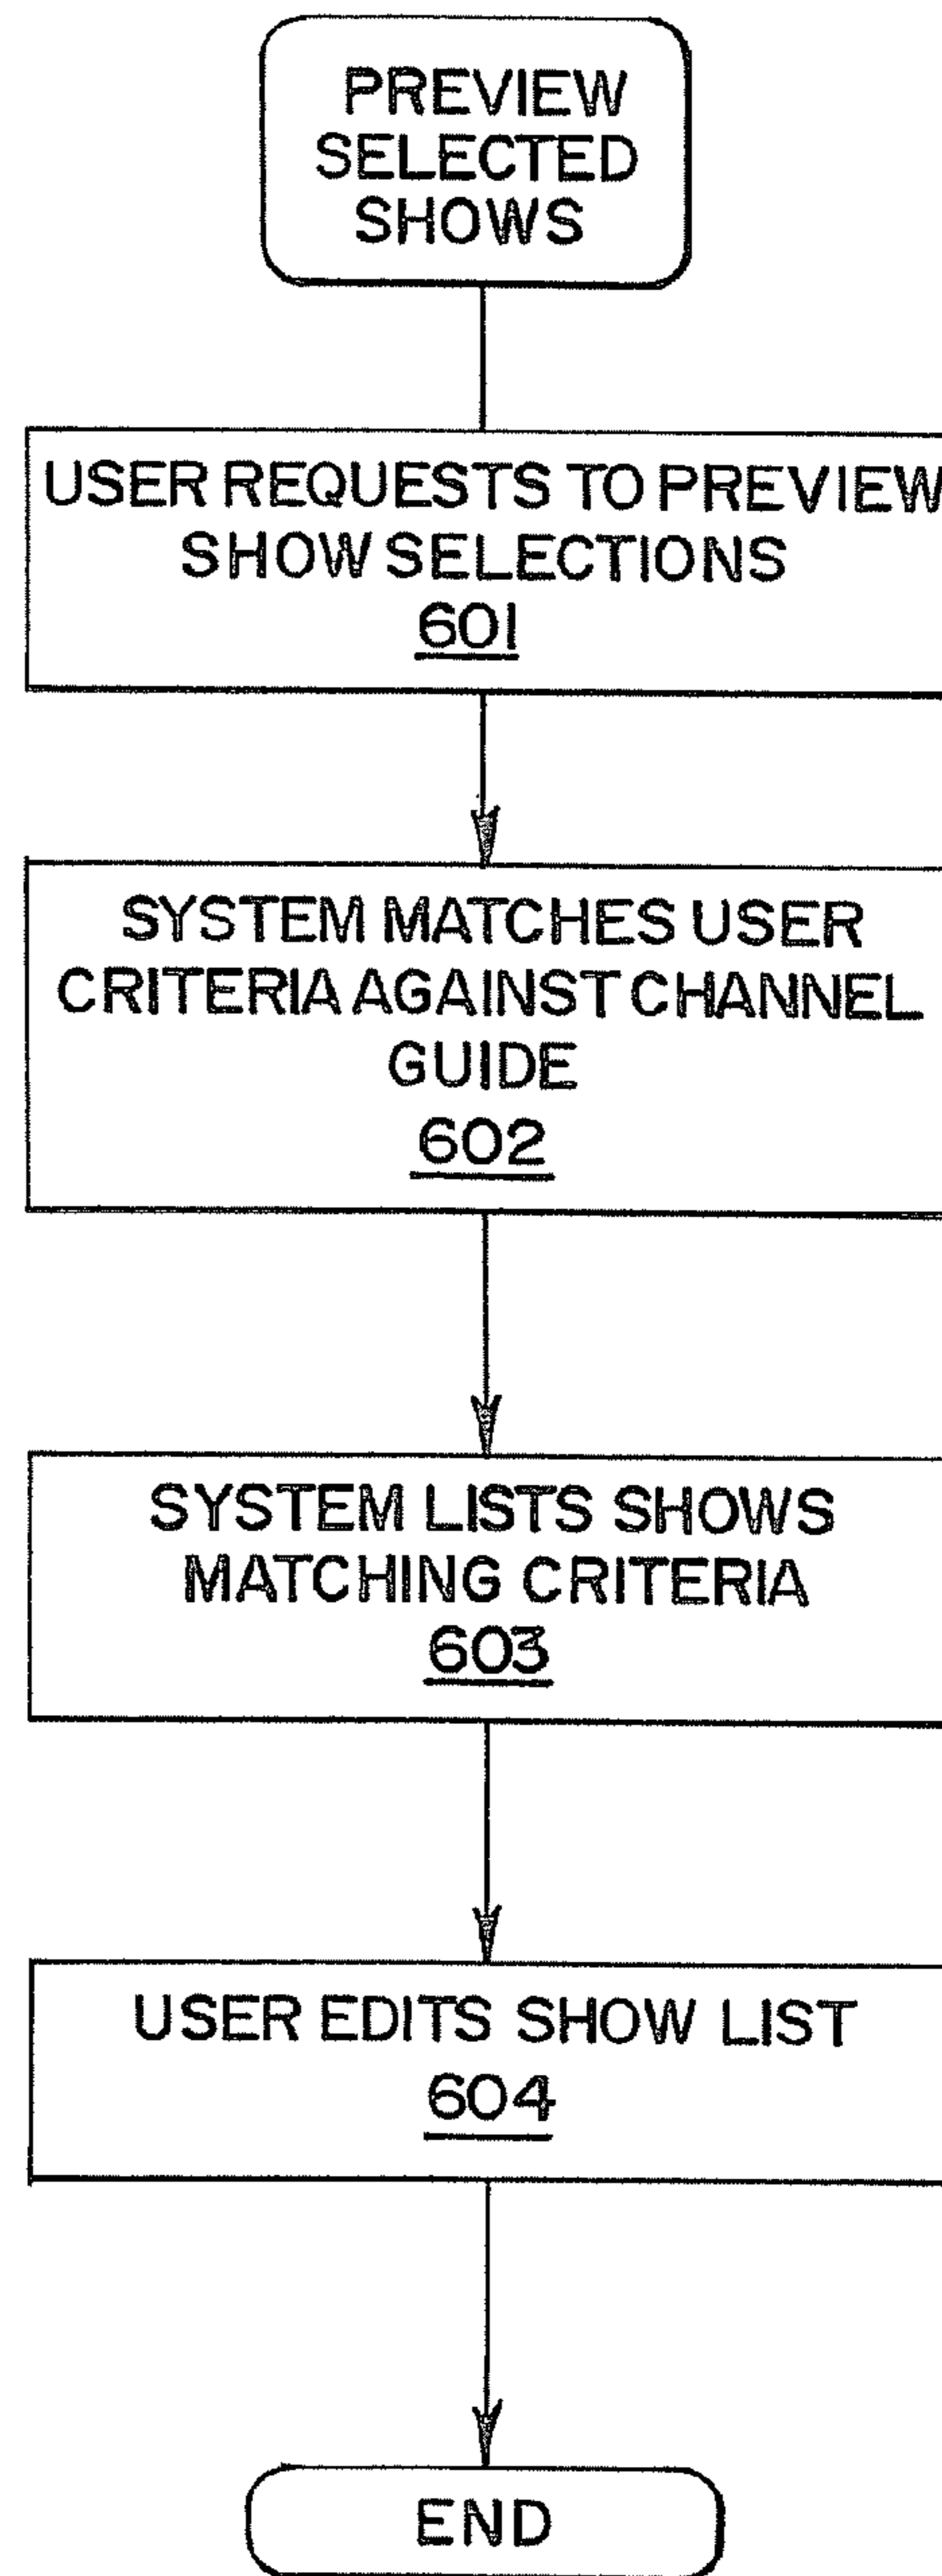 PREVIEW
SELECTED
SHOWS
USER REQUESTS TO PREVIEW
SHOW SELECTIONS
601
SYSTEM MATCHES USER
CRITERIA AGAINST CHANNEL
GUIDE
602
SYSTEM LISTS SHOWS
MATCHING CRITERIA
603
USER EDITS SHOW LIST
604
END